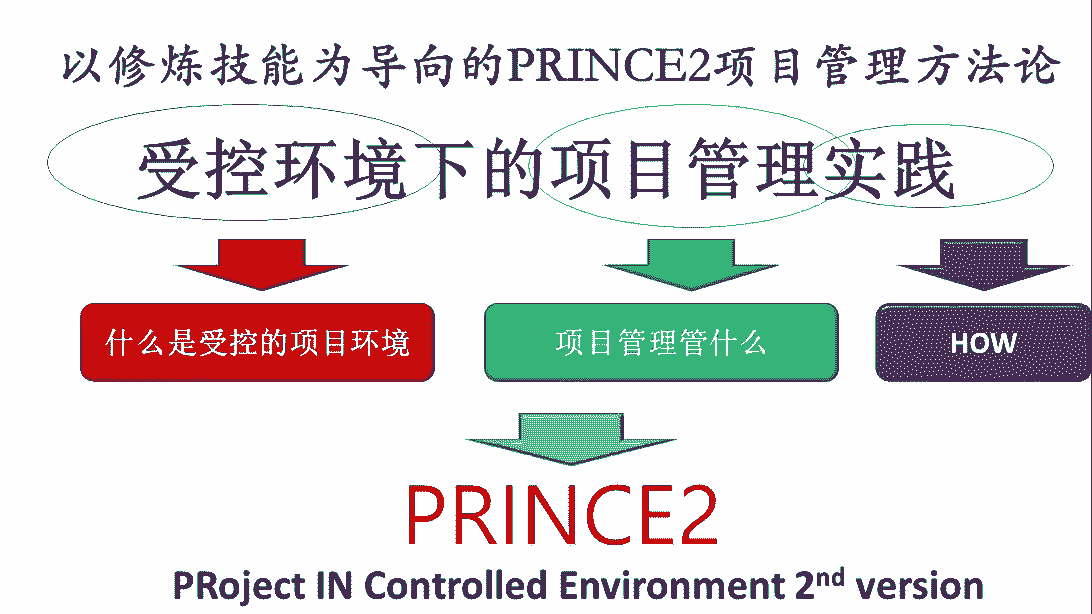 以修炼技能为导向的PRINCE2项目管理方法论
受控环境下的项目管理实践
什么是受控的项目环境
项目管理管什么
HOW
PRINCE2
PRoject IN Controlled Environment 2nd version